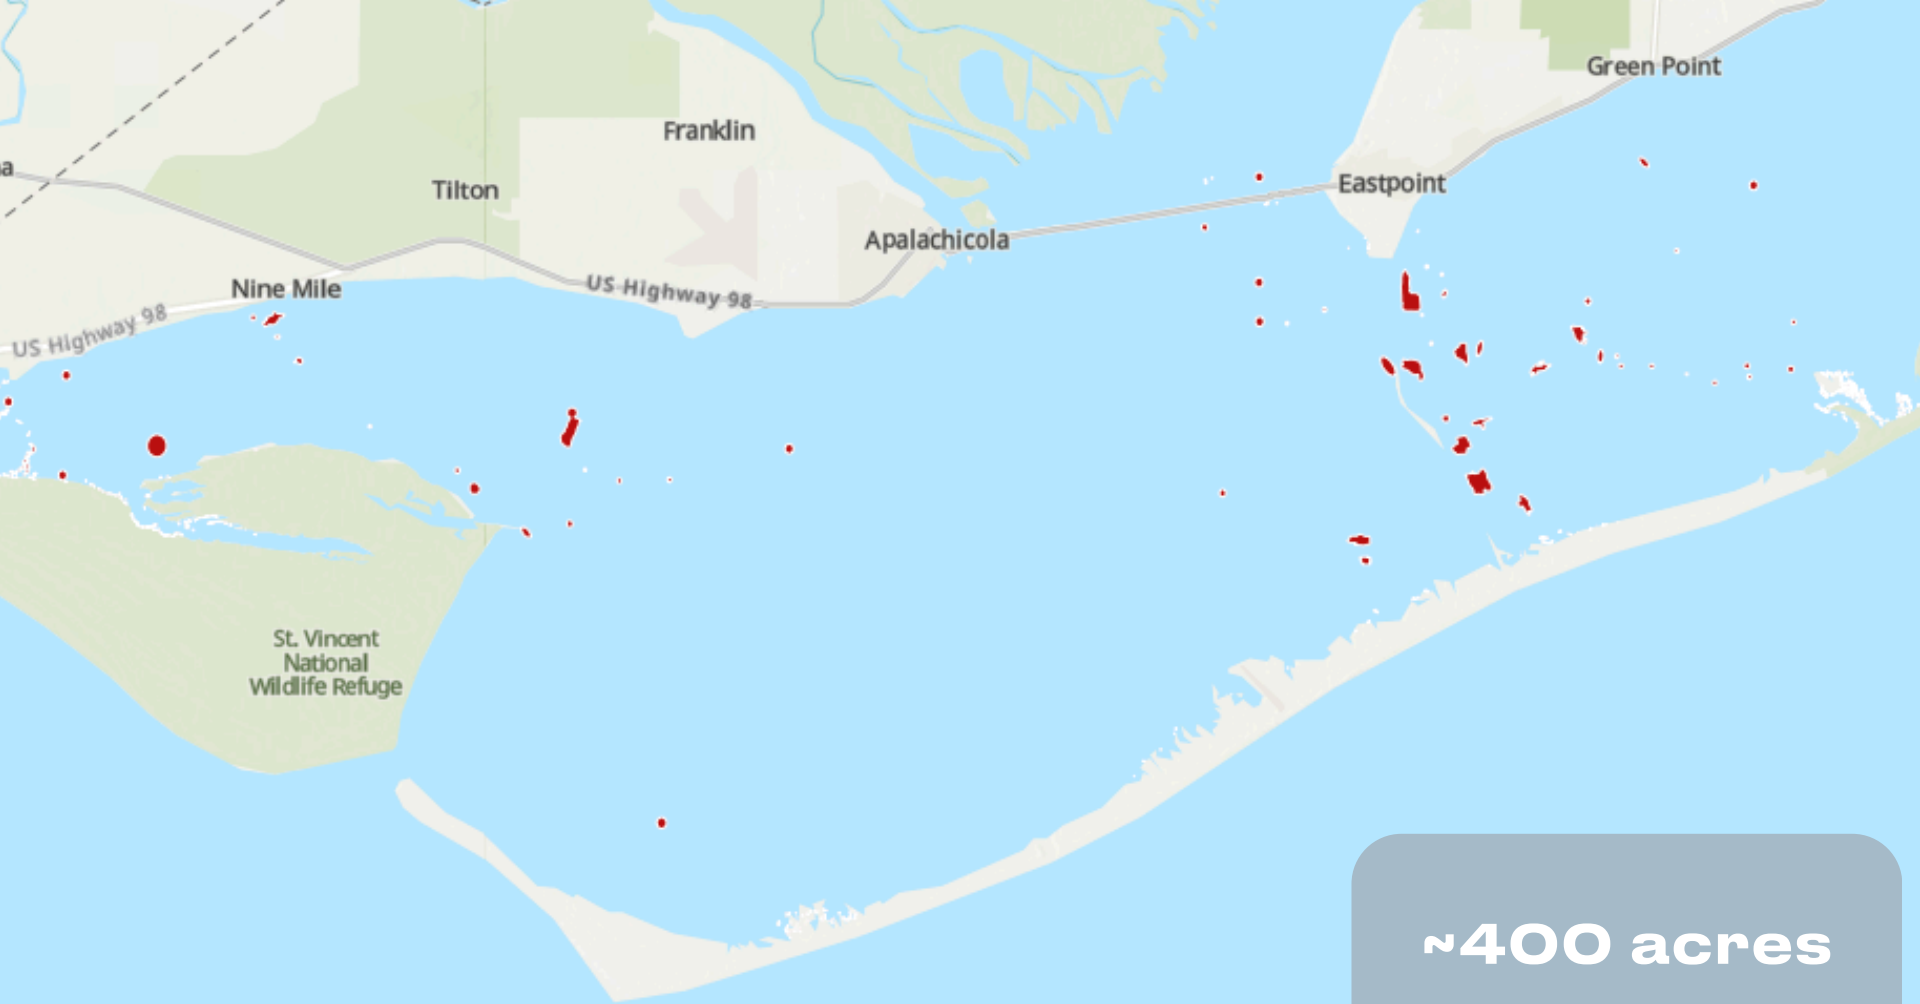 Green Point
Franklin
a
Tilton
Eastpoint
Apalachicola
Nine Mile
US Highway 98
US Highway 98
St. Vincent
National
Wildlife Refuge
~400 acres